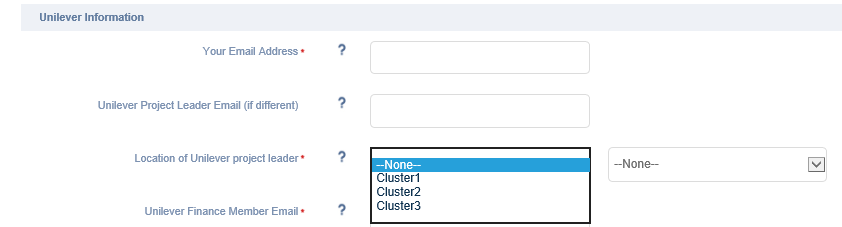 Unilever Information
Your Email Address * ?
Unilever Project Leader Email (if different) ?
Location of Unilever project leader * ? --None-- --None--
Cluster1
Cluster2
Cluster3
Unilever Finance Member Email * ?